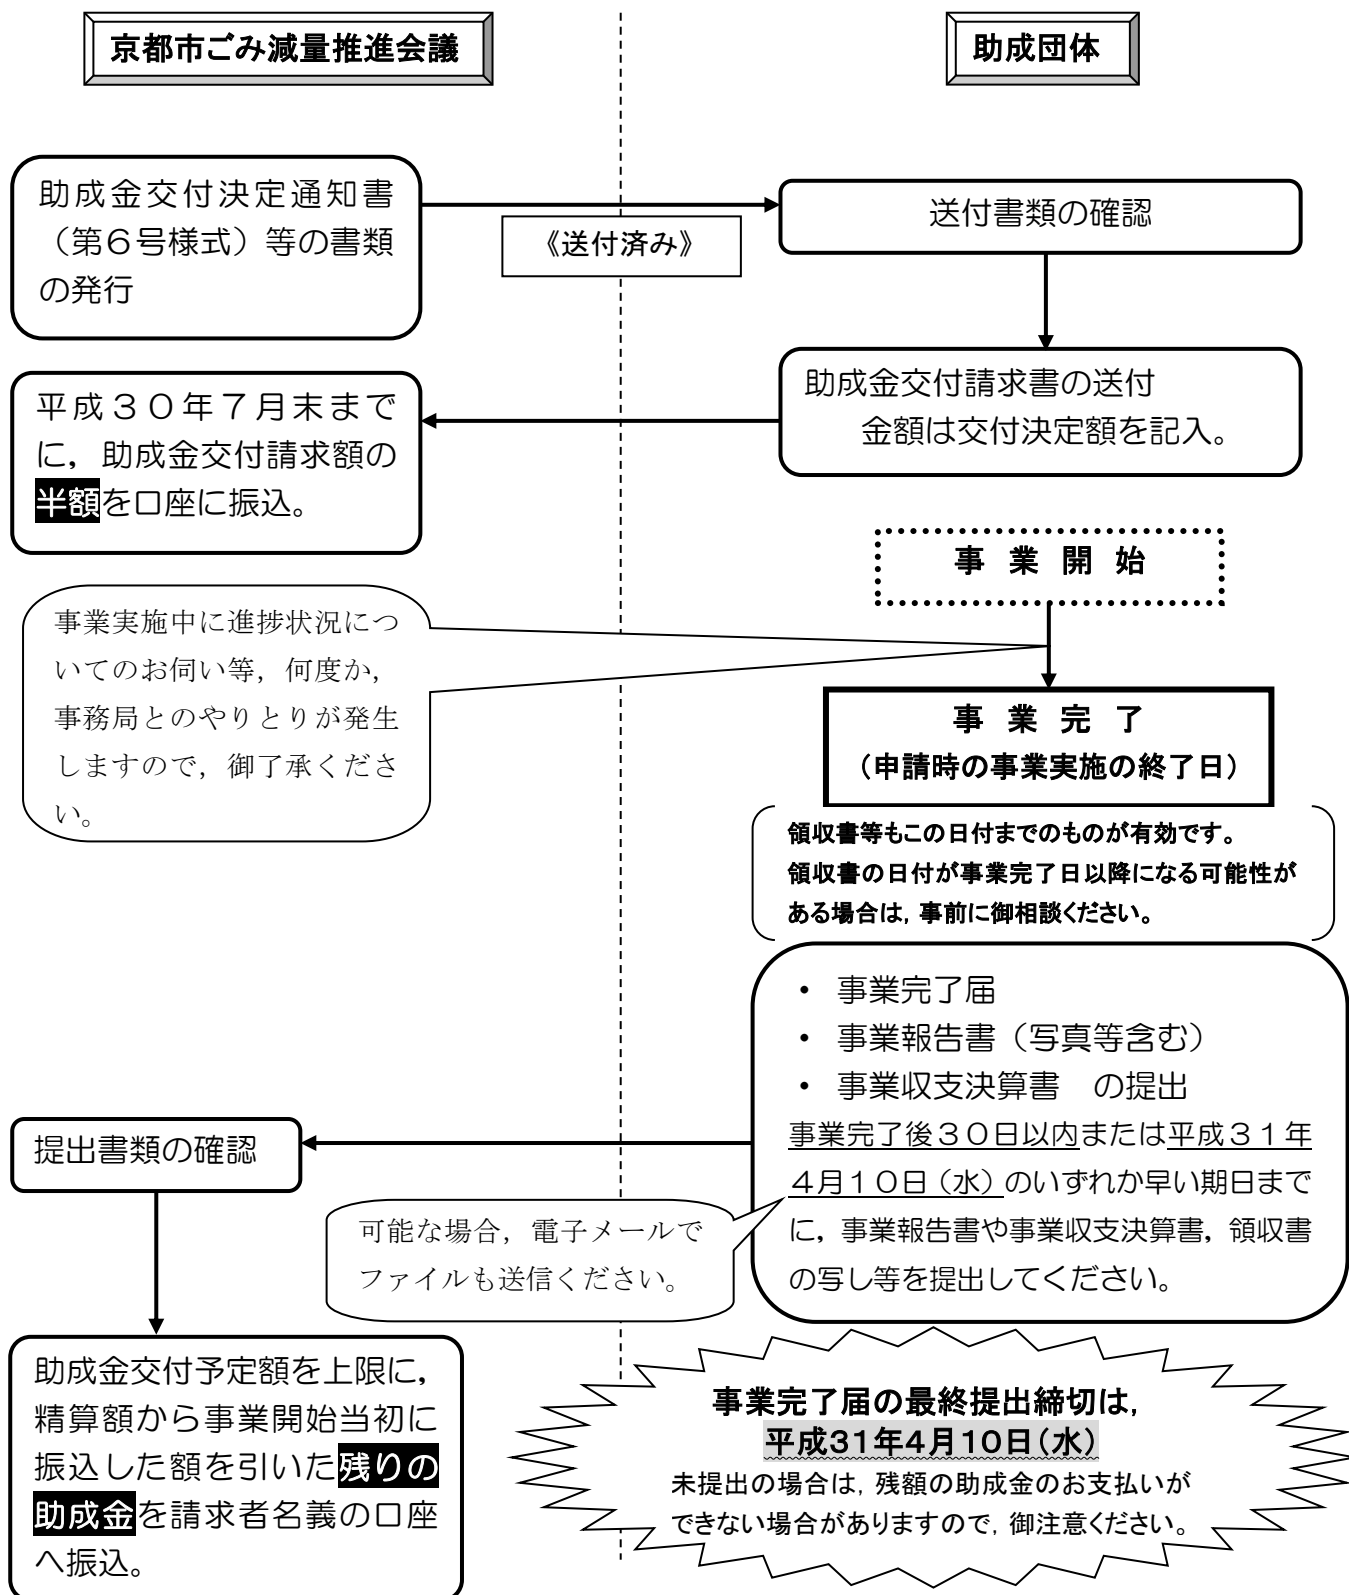 京都市ごみ減量推進会議
助成団体
助成金交付決定通知書
（第６号様式）等の書類
の発行
《送付済み》
送付書類の確認
助成金交付請求書の送付
金額は交付決定額を記入。
平成３０年７月末まで
に，助成金交付請求額の
半額を口座に振込。
事業開始
事業実施中に進捗状況につ
いてのお伺い等，何度か，
事務局とのやりとりが発生
しますので，御了承くださ
い。
事業完了
（申請時の事業実施の終了日）
領収書等もこの日付までのものが有効です。
領収書の日付が事業完了日以降になる可能性が
ある場合は，事前に御相談ください。
・ 事業完了届
・ 事業報告書（写真等含む）
・ 事業収支決算書　の提出
事業完了後３０日以内または平成３１年
４月１０日（水）のいずれか早い期日まで
に，事業報告書や事業収支決算書，領収書
の写し等を提出してください。
提出書類の確認
可能な場合，電子メールで
ファイルも送信ください。
助成金交付予定額を上限に，
精算額から事業開始当初に
振込した額を引いた残りの
助成金を請求者名義の口座
へ振込。
事業完了届の最終提出締切は，
平成31年4月10日（水）
未提出の場合は，残額の助成金のお支払いが
できない場合がありますので，御注意ください。